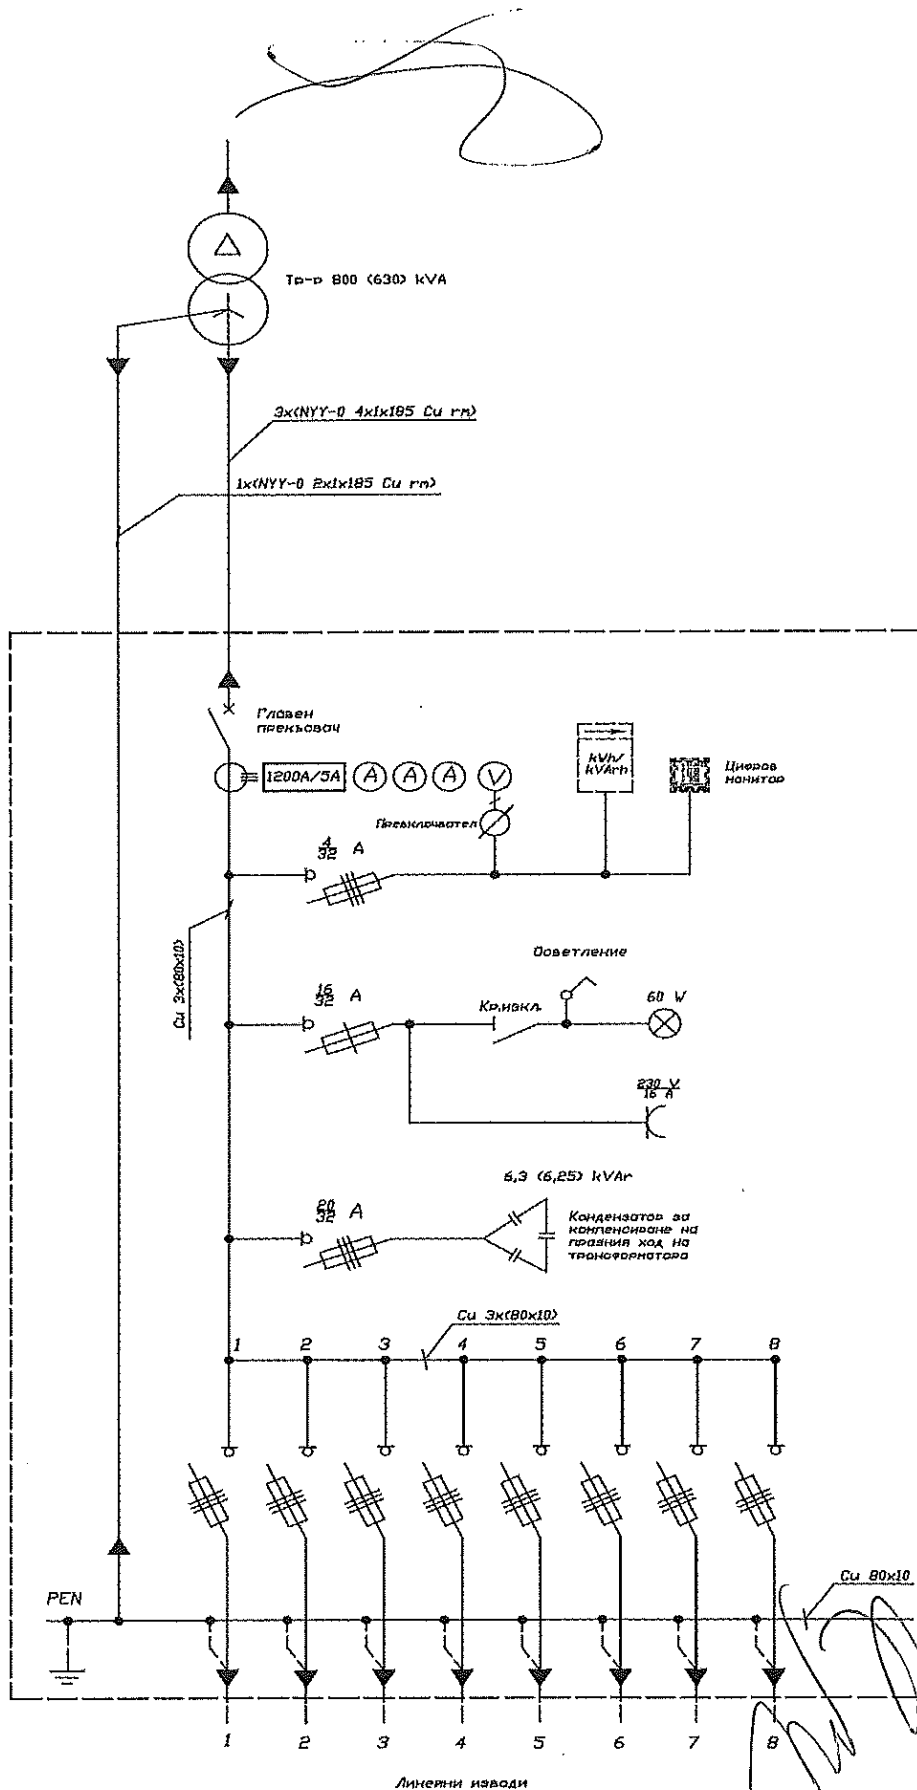 Тр-р 800 (630) kVA
3x(NYY-0 4x1x185 Cu rm)
1x(NYY-0 2x1x185 Cu rm)
Главен
прекъсвач
1200A/5A
A
A
A
V
kVh/
kVArh
Цифров
монитор
Превключвател
4
32 A
Cu 3x(80x10)
Осветление
16
32 A
Кр.изкл.
60 W
230 V
16 A
6,3 (6,25) kVAr
20
32 A
Кондензатор за
компенсиране на
празния ход на
трансформатора
Cu 3x(80x10)
1 2 3 4 5 6 7 8
Cu 80x10
PEN
1 2 3 4 5 6 7 8
Линейни изводи